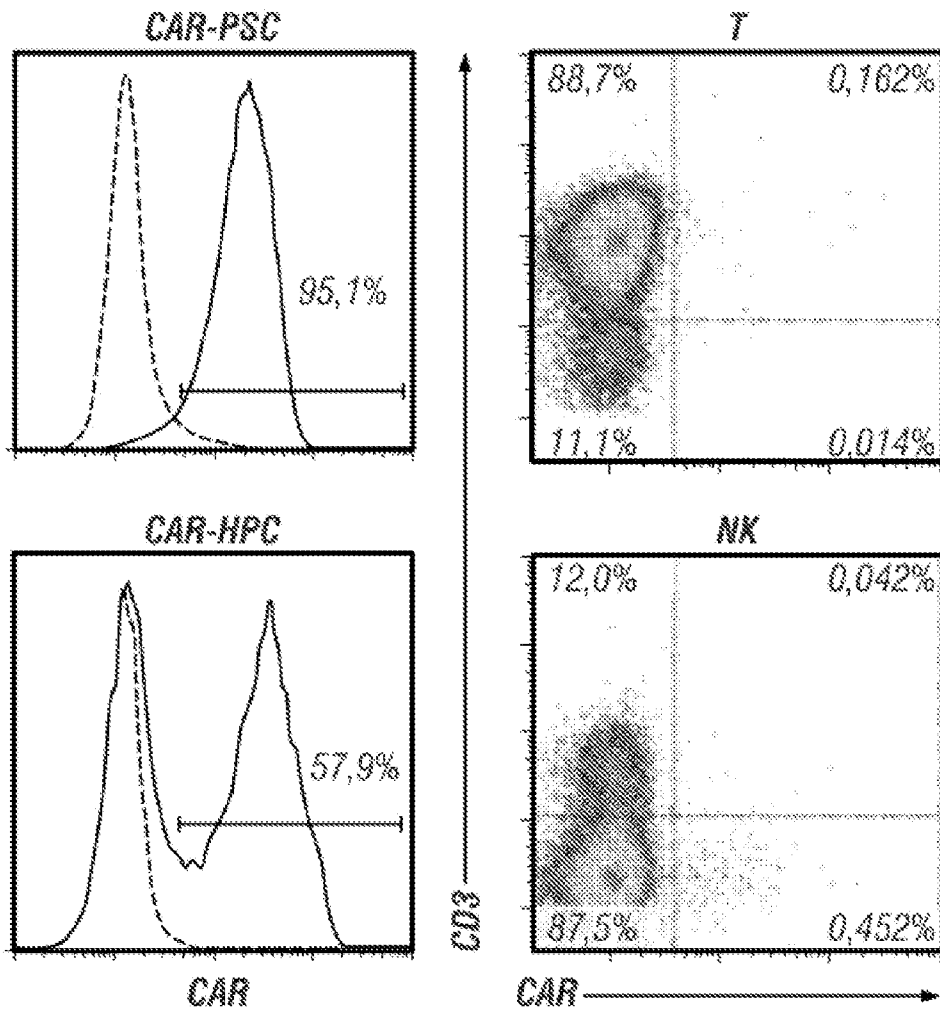 CAR-PSC
95,1%
CAR-HPC
57,9%
CAR
CD3
T
88,7%
0,162%
11,1%
0,014%
NK
12,0%
0,042%
87,5%
0,452%
CAR